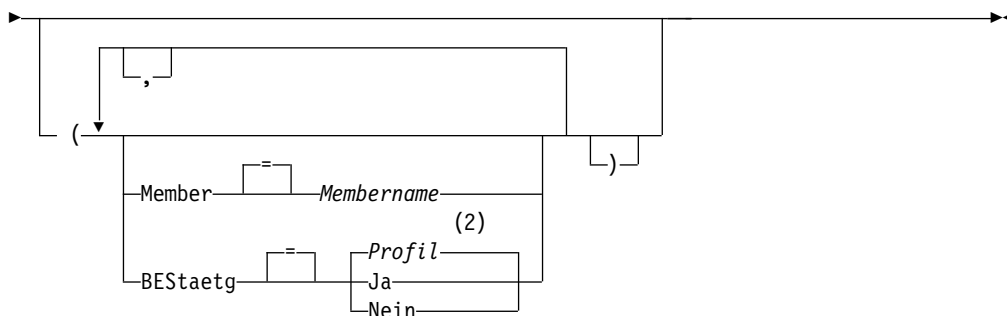 ,
(
)
Member = Membername
(2)
BEStaetg = Profil
Ja
Nein